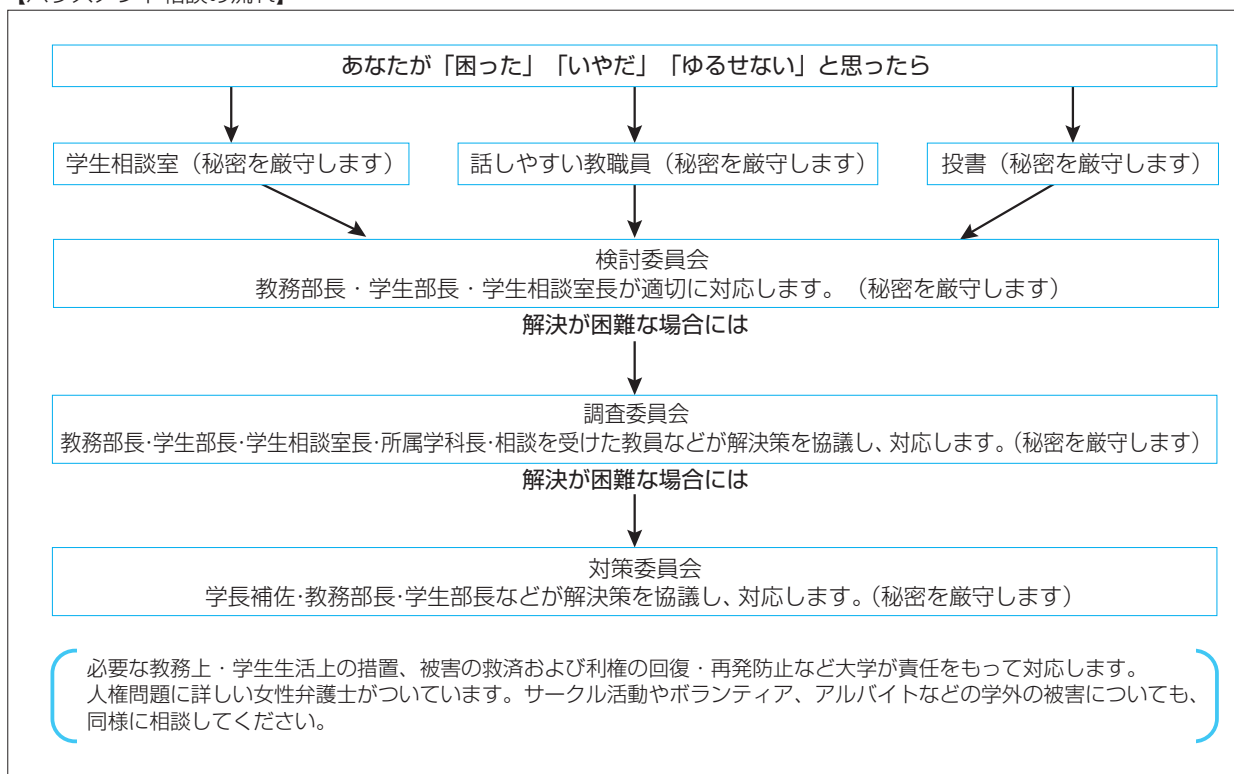 【ハラスメント相談の流れ】
あなたが「困った」「いやだ」「ゆるせない」と思ったら
学生相談室（秘密を厳守します）
話しやすい教職員（秘密を厳守します）
投書（秘密を厳守します）
検討委員会
教務部長・学生部長・学生相談室長が適切に対応します。（秘密を厳守します）
解決が困難な場合には
調査委員会
教務部長・学生部長・学生相談室長・所属学科長・相談を受けた教員などが解決策を協議し、対応します。（秘密を厳守します）
解決が困難な場合には
対策委員会
学長補佐・教務部長・学生部長などが解決策を協議し、対応します。（秘密を厳守します）
必要な教務上・学生生活上の措置、被害の救済および利権の回復・再発防止など大学が責任をもって対応します。
人権問題に詳しい女性弁護士がついています。サークル活動やボランティア、アルバイトなどの学外の被害についても、
同様に相談してください。